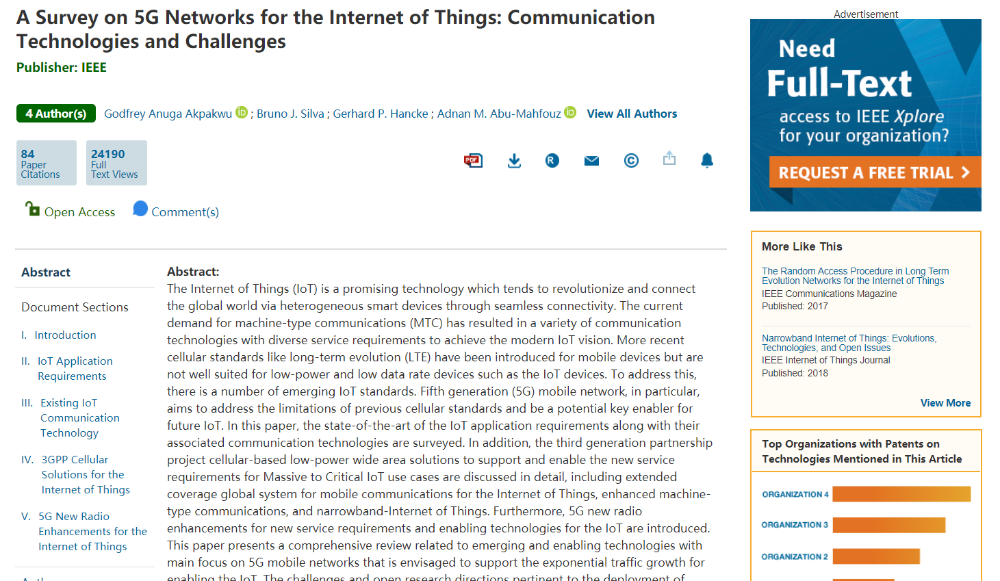 A Survey on 5G Networks for the Internet of Things: Communication
Technologies and Challenges
Publisher: IEEE
4 Author(s)
Godfrey Anuga Akpakwu iD ; Bruno J. Silva ; Gerhard P. Hancke ; Adnan M. Abu-Mahfouz iD View All Authors
84
Paper
Citations
24190
Full
Text Views
PDF
R
©
Open Access
Comment(s)
Abstract
Document Sections
I. Introduction
II. IoT Application
Requirements
III. Existing IoT
Communication
Technology
IV. 3GPP Cellular
Solutions for the
Internet of Things
V. 5G New Radio
Enhancements for the
Internet of Things
Abstract:
The Internet of Things (IoT) is a promising technology which tends to revolutionize and connect
the global world via heterogeneous smart devices through seamless connectivity. The current
demand for machine-type communications (MTC) has resulted in a variety of communication
technologies with diverse service requirements to achieve the modern IoT vision. More recent
cellular standards like long-term evolution (LTE) have been introduced for mobile devices but are
not well suited for low-power and low data rate devices such as the IoT devices. To address this,
there is a number of emerging IoT standards. Fifth generation (5G) mobile network, in particular,
aims to address the limitations of previous cellular standards and be a potential key enabler for
future IoT. In this paper, the state-of-the-art of the IoT application requirements along with their
associated communication technologies are surveyed. In addition, the third generation partnership
project cellular-based low-power wide area solutions to support and enable the new service
requirements for Massive to Critical IoT use cases are discussed in detail, including extended
coverage global system for mobile communications for the Internet of Things, enhanced machine-
type communications, and narrowband-Internet of Things. Furthermore, 5G new radio
enhancements for new service requirements and enabling technologies for the IoT are introduced.
This paper presents a comprehensive review related to emerging and enabling technologies with
main focus on 5G mobile networks that is envisaged to support the exponential traffic growth for
enabling the IoT. The challenges and open research directions pertinent to the deployment of
Advertisement
Need
Full-Text
access to IEEE Xplore
for your organization?
REQUEST A FREE TRIAL
More Like This
The Random Access Procedure in Long Term
Evolution Networks for the Internet of Things
IEEE Communications Magazine
Published: 2017
Narrowband Internet of Things: Evolutions,
Technologies, and Open Issues
IEEE Internet of Things Journal
Published: 2018
View More
Top Organizations with Patents on
Technologies Mentioned in This Article
ORGANIZATION 4
ORGANIZATION 3
ORGANIZATION 2